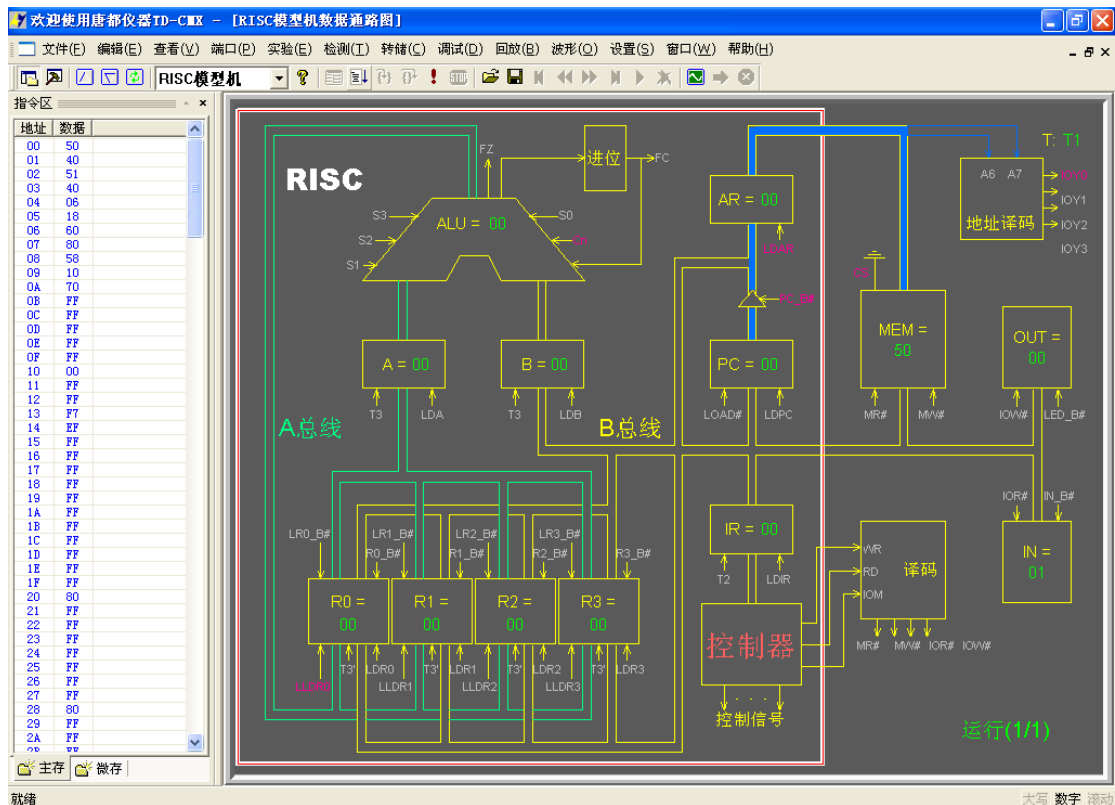 欢迎使用唐都仪器TD-CMX - [RISC模型机数据通路图]
文件(F) 编辑(E) 查看(V) 端口(P) 实验(E) 检测(T) 转储(C) 调试(D) 回放(B) 波形(O) 设置(S) 窗口(W) 帮助(H)
RISC模型机
STOP
指令区
地址 数据
00 50
01 40
02 51
03 40
04 06
05 18
06 60
07 80
08 58
09 10
0A 70
0B FF
0C FF
0D FF
0E FF
0F FF
10 00
11 FF
12 FF
13 F7
14 EF
15 FF
16 FF
17 FF
18 FF
19 FF
1A FF
1B FF
1C FF
1D FF
1E FF
1F FF
20 80
21 FF
22 FF
23 FF
24 FF
25 FF
26 FF
27 FF
28 80
29 FF
2A FF
2B FF
主存 微存
RISC
FZ
进位
FC
T: T1
A6 A7
IOY0
IOY1
IOY2
IOY3
地址译码
AR = 00
LDAR
S3
S2
S1
ALU = 00
S0
Cn
CS
PC_B#
MEM =
50
OUT =
00
A = 00
B = 00
PC = 00
T3 LDA
T3 LDB
LOAD# LDPC
MR# MW#
IOW# LED_B#
A总线
B总线
IOR# IN_B#
LR0_B# LR1_B# LR2_B# LR3_B#
R0_B# R1_B# R2_B# R3_B#
IR = 00
T2 LDIR
WR
RD
IOM
译码
IN =
01
R0 =
00
R1 =
00
R2 =
00
R3 =
00
控制器
MR# MW# IOR# IOW#
T3' LDR0 T3' LDR1 T3' LDR2 T3' LDR3
LLDR0 LLDR1 LLDR2 LLDR3
· · ·
控制信号
运行(1/1)
就绪
大写 数字 滚动